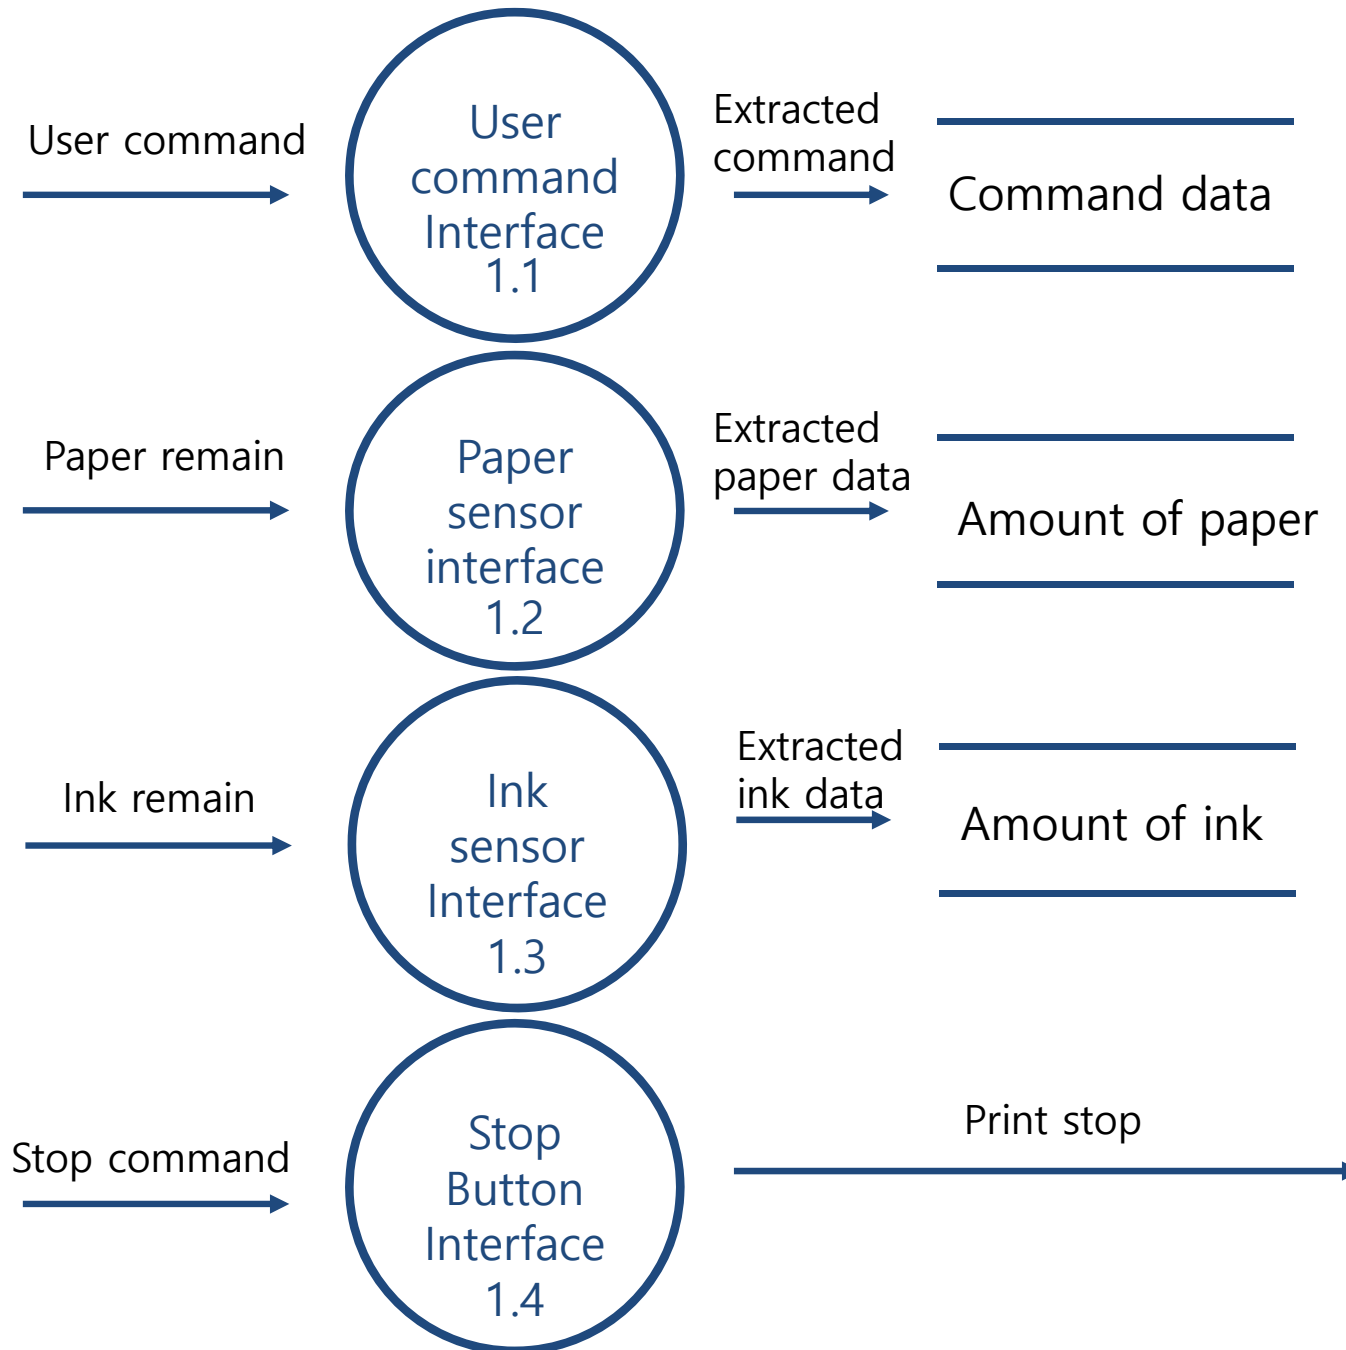 User command
User
command
Interface
1.1
Extracted
command
Command data
Paper remain
Paper
sensor
interface
1.2
Extracted
paper data
Amount of paper
Ink remain
Ink
sensor
Interface
1.3
Extracted
ink data
Amount of ink
Stop command
Stop
Button
Interface
1.4
Print stop